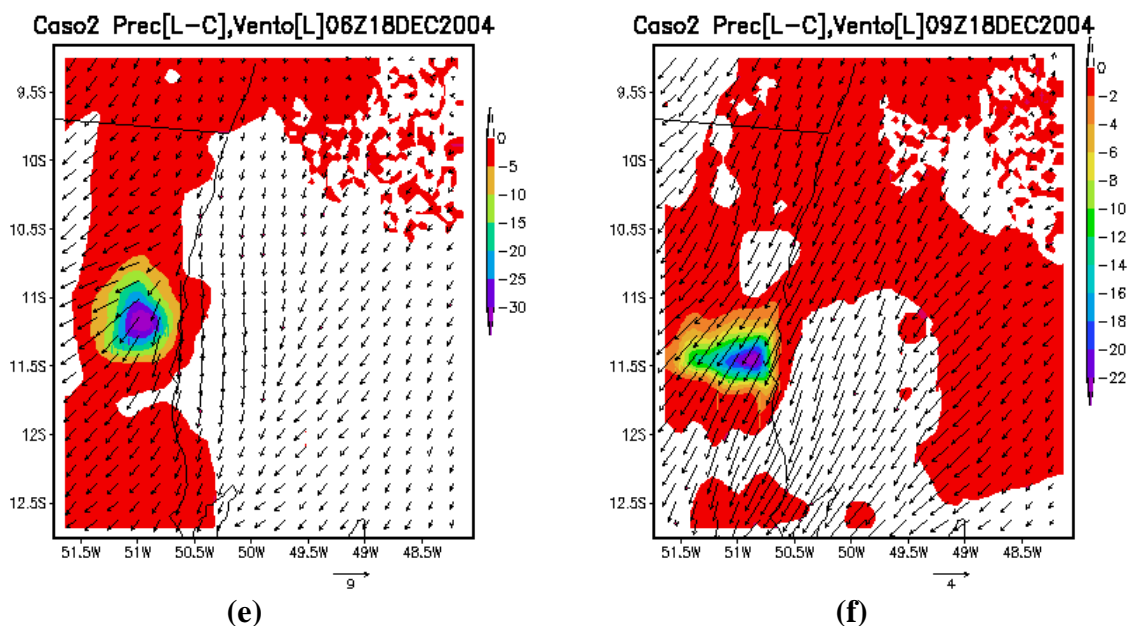 Caso2 Prec[L-C],Vento[L]06Z18DEC2004
9.5S
10S
10.5S
11S
11.5S
12S
12.5S
51.5W 51W 50.5W 50W 49.5W 49W 48.5W
0
-5
-10
-15
-20
-25
-30
9
(e)
Caso2 Prec[L-C],Vento[L]09Z18DEC2004
9.5S
10S
10.5S
11S
11.5S
12S
12.5S
51.5W 51W 50.5W 50W 49.5W 49W 48.5W
0
-2
-4
-6
-8
-10
-12
-14
-16
-18
-20
-22
4
(f)